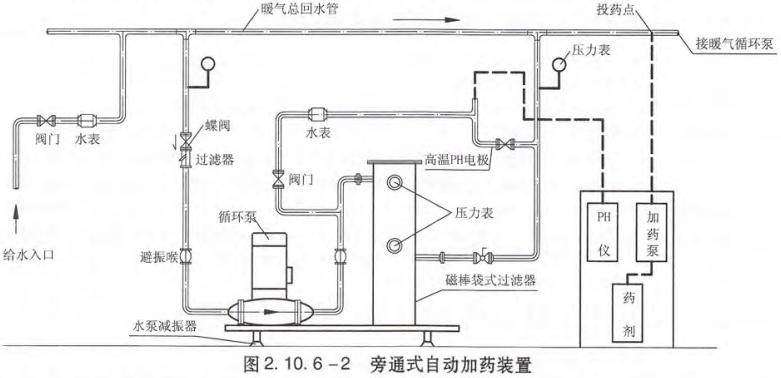 暖气总回水管
投药点
接暖气循环泵
压力表
蝶阀
水表
阀门
水表
过滤器
高温PH电极
阀门
循环泵
压力表
PH仪
加药泵
给水入口
避振喉
磁棒袋式过滤器
药剂
水泵减振器
图2.10.6-2 旁通式自动加药装置